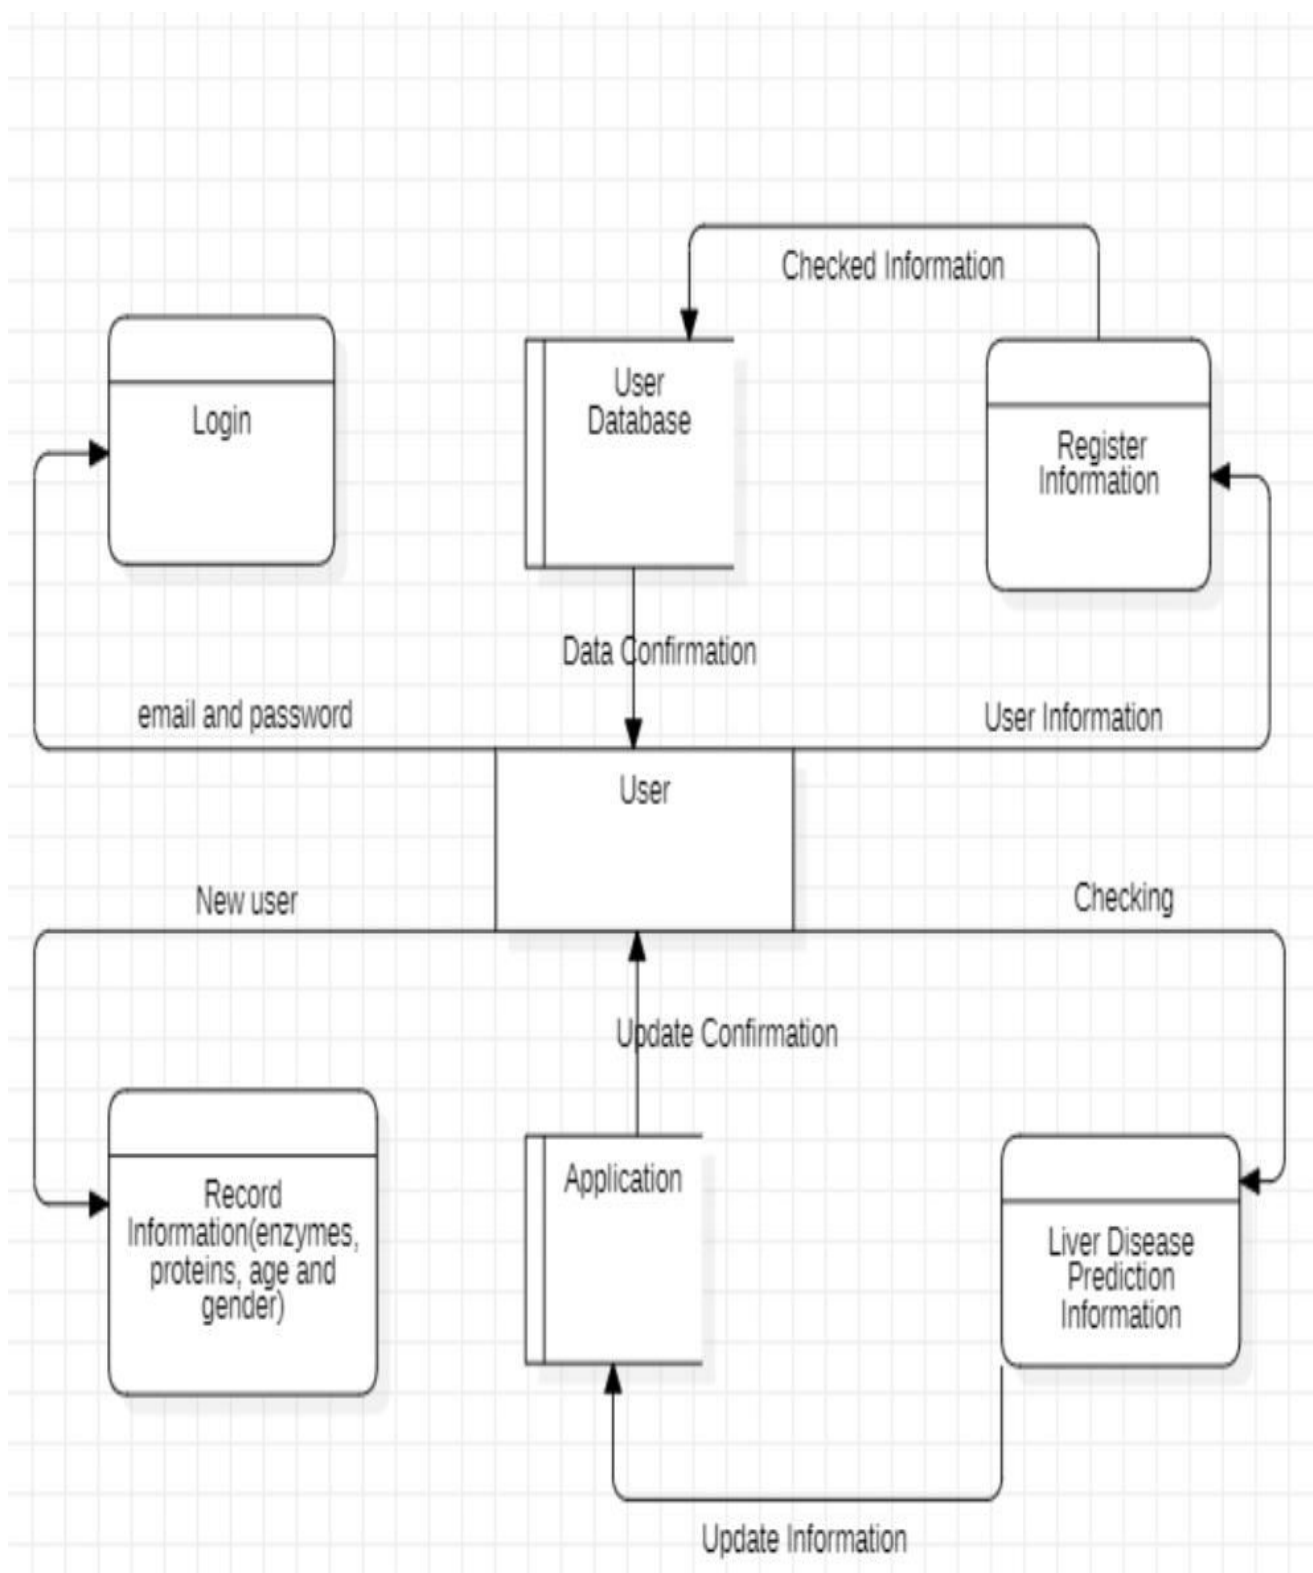 Checked Information
Login
User
Database
Register
Information
Data Confirmation
email and password
User Information
User
New user
Checking
Update Confirmation
Record
Information(enzymes,
proteins, age and
gender)
Application
Liver Disease
Prediction
Information
Update Information